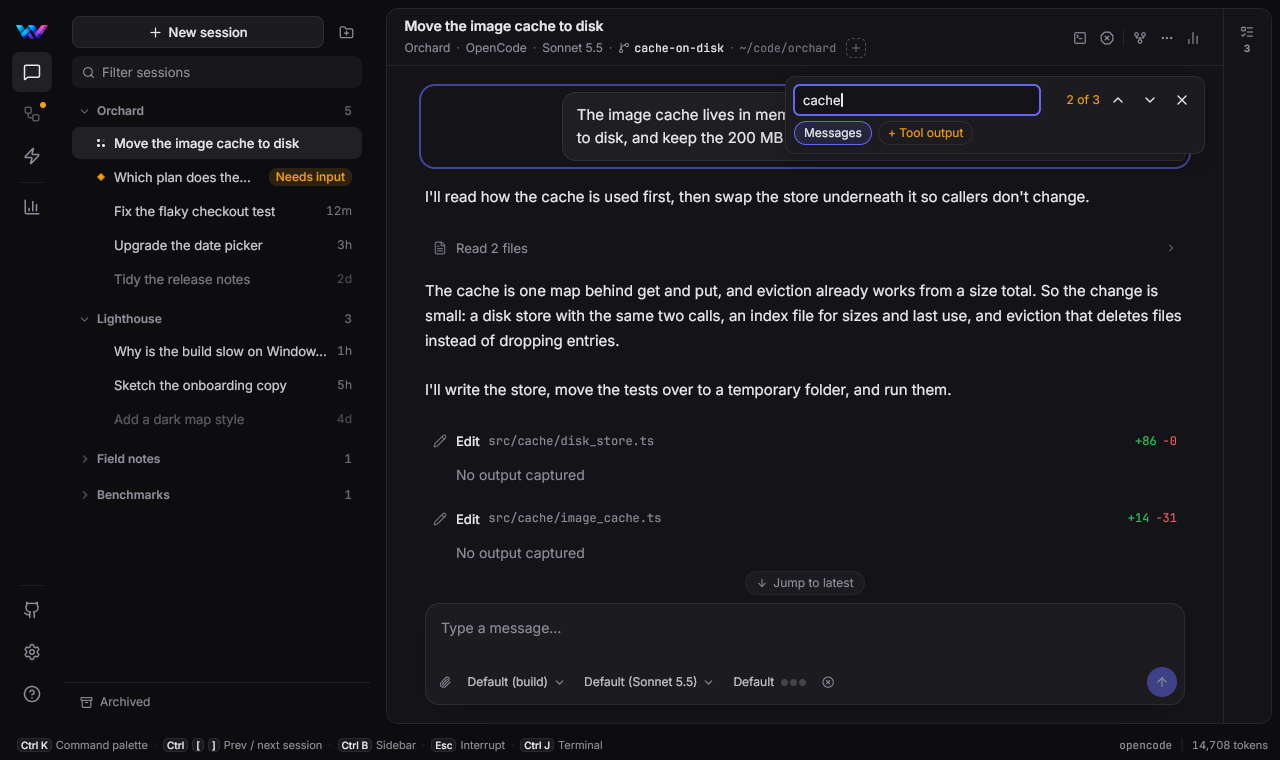 New session
Filter sessions
Orchard 5
Move the image cache to disk
Which plan does the... Needs input
Fix the flaky checkout test 12m
Upgrade the date picker 3h
Tidy the release notes 2d
Lighthouse 3
Why is the build slow on Window... 1h
Sketch the onboarding copy 5h
Add a dark map style 4d
Field notes 1
Benchmarks 1
Archived
Move the image cache to disk
Orchard · OpenCode · Sonnet 5.5 · cache-on-disk · ~/code/orchard
3
cache
2 of 3
Messages
+ Tool output
The image cache lives in mem
to disk, and keep the 200 MB
I'll read how the cache is used first, then swap the store underneath it so callers don't change.
Read 2 files
The cache is one map behind get and put, and eviction already works from a size total. So the change is
small: a disk store with the same two calls, an index file for sizes and last use, and eviction that deletes files
instead of dropping entries.
I'll write the store, move the tests over to a temporary folder, and run them.
Edit src/cache/disk_store.ts +86 -0
No output captured
Edit src/cache/image_cache.ts +14 -31
No output captured
Jump to latest
Type a message...
Default (build) Default (Sonnet 5.5) Default
Ctrl K Command palette · Ctrl [ ] Prev / next session · Ctrl B Sidebar · Esc Interrupt · Ctrl J Terminal
opencode 14,708 tokens